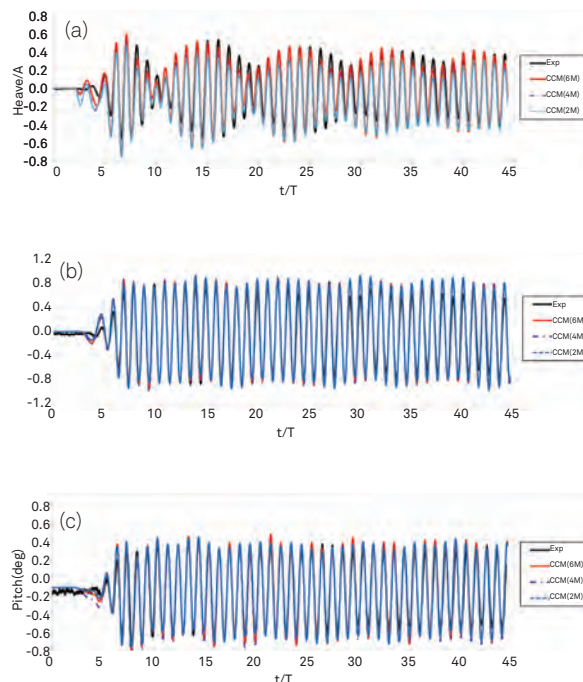 (a)
Heave/A
0.8
0.6
0.4
0.2
0.0
-0.2
-0.4
-0.6
-0.8
0 5 10 15 20 25 30 35 40 45
t/T
Exp
CCM(6M)
CCM(4M)
CCM(2M)
(b)
1.2
0.8
0.4
0.0
-0.4
-0.8
-1.2
0 5 10 15 20 25 30 35 40 45
t/T
Exp
CCM(6M
CCM(4M
CCM(2M
(c)
Pitch(deg)
0.8
0.6
0.4
0.2
0.0
-0.2
-0.4
-0.6
-0.8
0 5 10 15 20 25 30 35 40 45
t/T
Exp
CCM(6M)
CCM(4M)
CCM(2M)